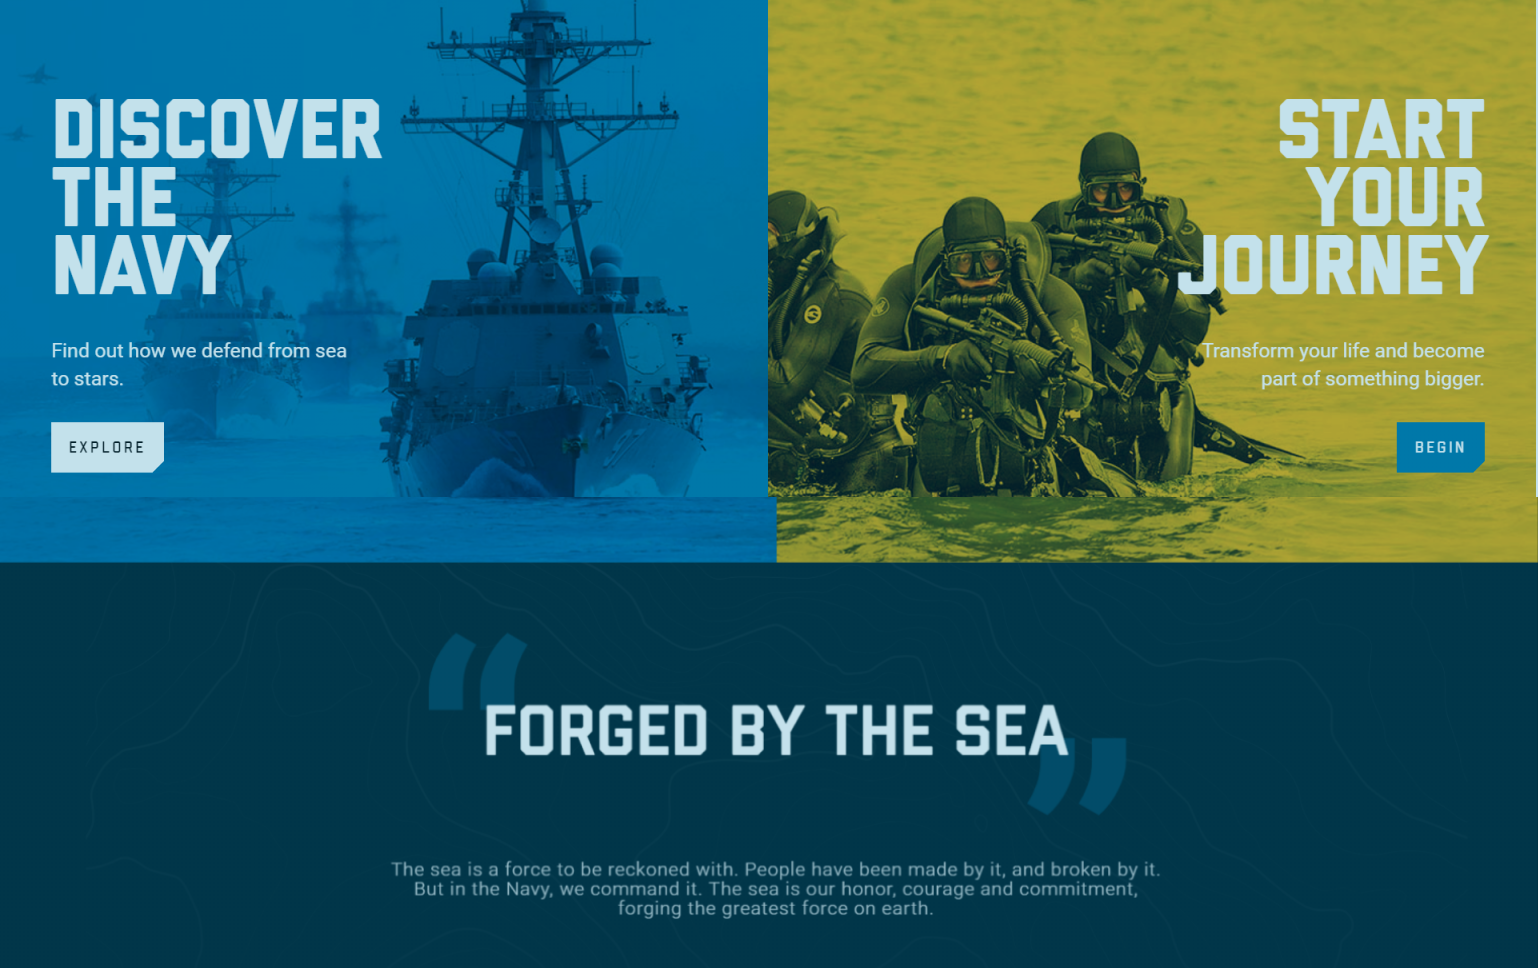 DISCOVER
THE
NAVY
Find out how we defend from sea
to stars.
EXPLORE
START
YOUR
JOURNEY
Transform your life and become
part of something bigger.
BEGIN
“FORGED BY THE SEA”
The sea is a force to be reckoned with. People have been made by it, and broken by it.
But in the Navy, we command it. The sea is our honor, courage and commitment,
forging the greatest force on earth.